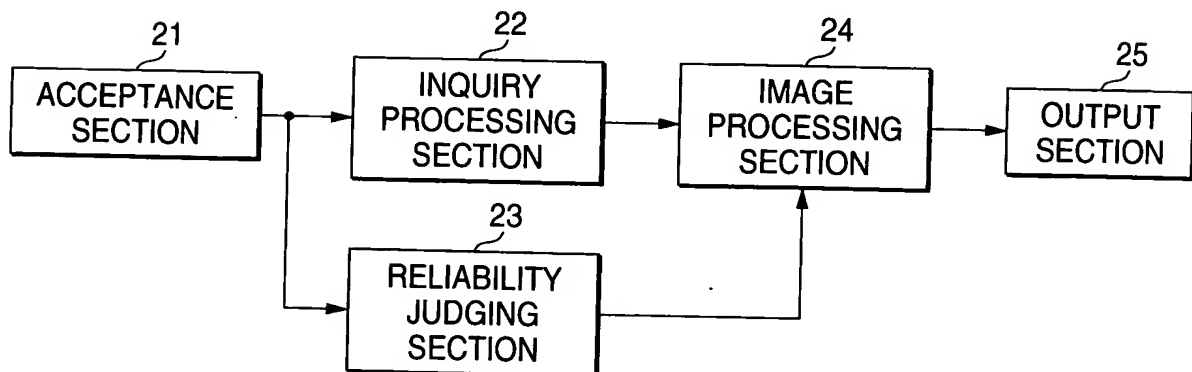 21
ACCEPTANCE
SECTION
22
INQUIRY
PROCESSING
SECTION
24
IMAGE
PROCESSING
SECTION
25
OUTPUT
SECTION
23
RELIABILITY
JUDGING
SECTION